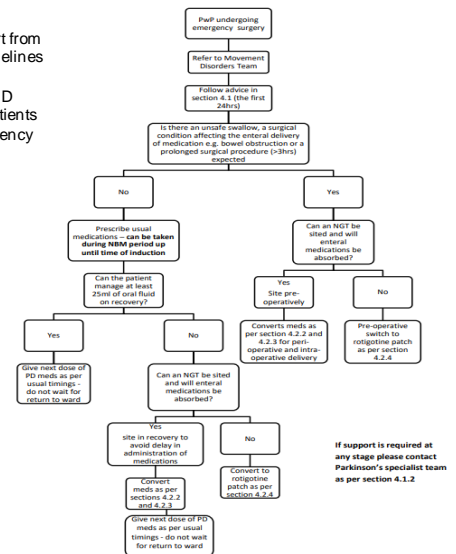 t from
elines
D
tients
ency
PwP undergoing
emergency surgery
Refer to Movement
Disorders Team
Follow advice in
section 4.1 (the first
24hrs)
Is there an unsafe swallow, a surgical
condition affecting the enteral delivery
of medication e.g. bowel obstruction or a
prolonged surgical procedure (>3hrs)
expected
No
Yes
Prescribe usual
medications – can be taken
during NBM period up
until time of induction
Can an NGT be
sited and will
enteral
medications be
absorbed?
Can the patient
manage at least
25ml of oral fluid
on recovery?
Yes
Site pre-
operatively
No
Converts meds as
per section 4.2.2 and
4.2.3 for peri-
operative and intra-
operative delivery
Pre-operative
switch to
rotigotine patch
as per section
4.2.4
Yes
No
Give next dose of
PD meds as per
usual timings -
do not wait for
return to ward
Can an NGT be sited
and will enteral
medications be
absorbed?
Yes
site in recovery to
avoid delay in
administration of
medications
No
Convert
meds as per
sections 4.2.2
and 4.2.3
Convert to
rotigotine
patch as per
section 4.2.4
Give next dose of PD
meds as per usual
timings - do not wait
for return to ward
If support is required at
any stage please contact
Parkinson's specialist team
as per section 4.1.2